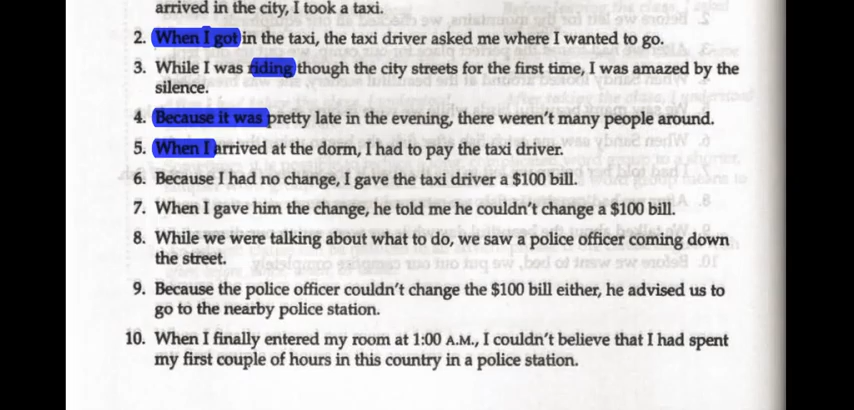 arrived in the city, I took a taxi.
2. When I got in the taxi, the taxi driver asked me where I wanted to go.
3. While I was riding though the city streets for the first time, I was amazed by the
silence.
4. Because it was pretty late in the evening, there weren't many people around.
5. When I arrived at the dorm, I had to pay the taxi driver.
6. Because I had no change, I gave the taxi driver a $100 bill.
7. When I gave him the change, he told me he couldn't change a $100 bill.
8. While we were talking about what to do, we saw a police officer coming down
the street.
9. Because the police officer couldn't change the $100 bill either, he advised us to
go to the nearby police station.
10. When I finally entered my room at 1:00 A.M., I couldn't believe that I had spent
my first couple of hours in this country in a police station.